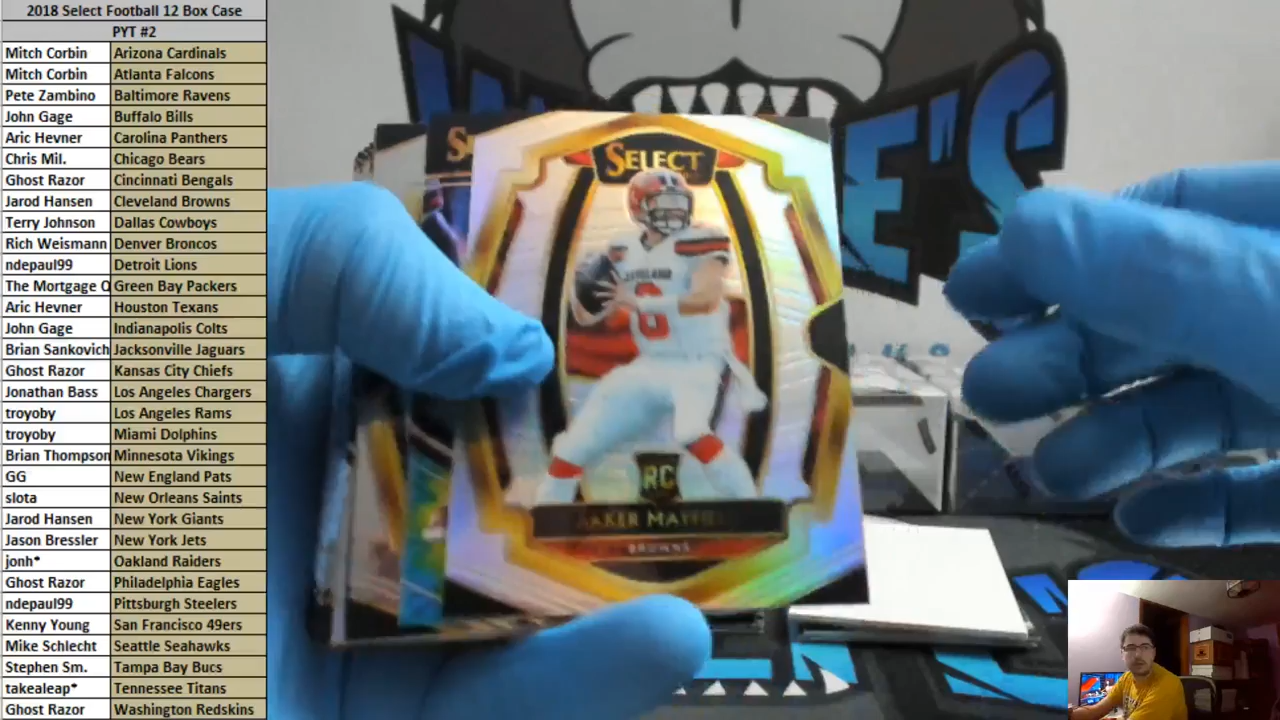 2018 Select Football 12 Box Case
PYT #2
Mitch Corbin Arizona Cardinals
Mitch Corbin Atlanta Falcons
Pete Zambino Baltimore Ravens
John Gage Buffalo Bills
Aric Hevner Carolina Panthers
Chris Mil. Chicago Bears
Ghost Razor Cincinnati Bengals
Jarod Hansen Cleveland Browns
Terry Johnson Dallas Cowboys
Rich Weismann Denver Broncos
ndepaul99 Detroit Lions
The Mortgage Green Bay Packers
Aric Hevner Houston Texans
John Gage Indianapolis Colts
Brian Sankovich Jacksonville Jaguars
Ghost Razor Kansas City Chiefs
Jonathan Bass Los Angeles Chargers
troyoby Los Angeles Rams
troyoby Miami Dolphins
Brian Thompson Minnesota Vikings
GG New England Pats
slota New Orleans Saints
Jarod Hansen New York Giants
Jason Bressler New York Jets
jonh* Oakland Raiders
Ghost Razor Philadelphia Eagles
ndepaul99 Pittsburgh Steelers
Kenny Young San Francisco 49ers
Mike Schlecht Seattle Seahawks
Stephen Sm. Tampa Bay Bucs
takealeap* Tennessee Titans
Ghost Razor Washington Redskins
SELECT
CLEVELAND
6
RC
BAKER MAYFIELD
BROWNS